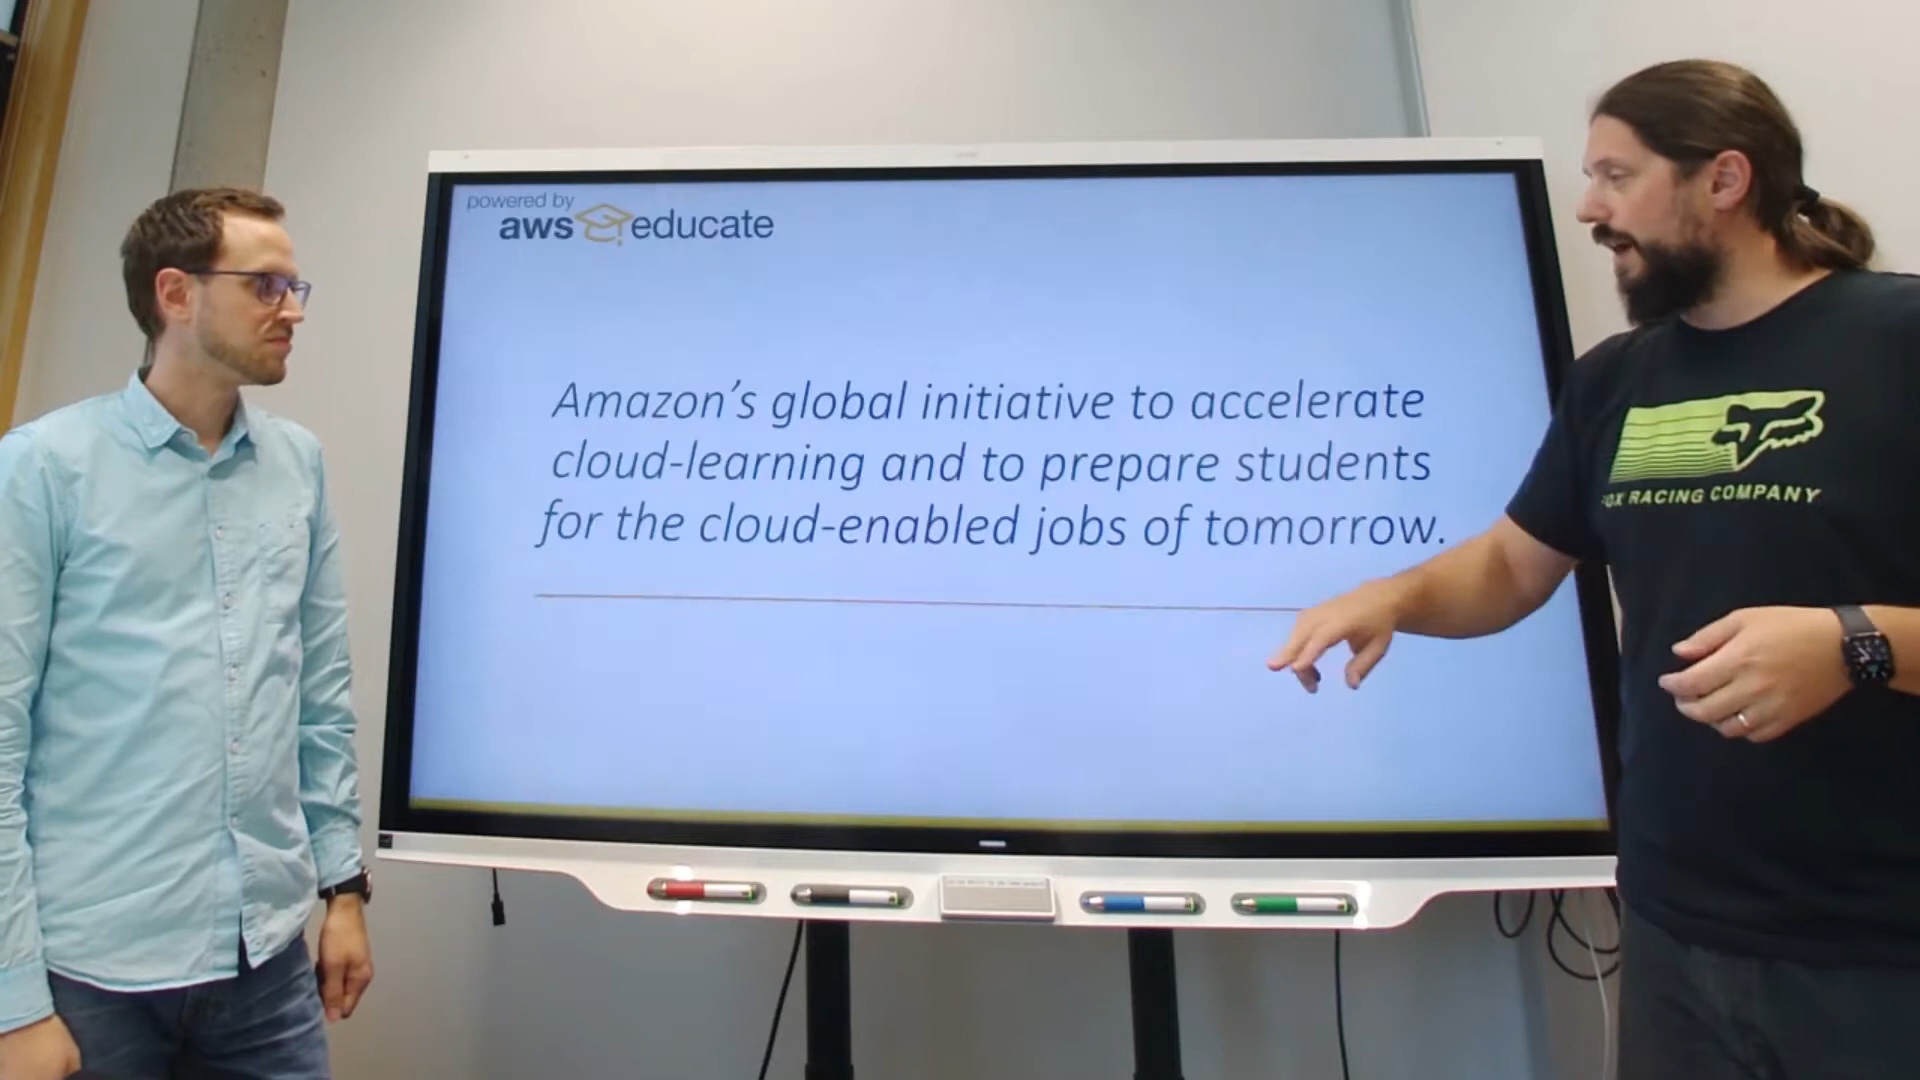 powered by
aws educate
Amazon's global initiative to accelerate
cloud-learning and to prepare students
for the cloud-enabled jobs of tomorrow.
OX RACING COMPANY